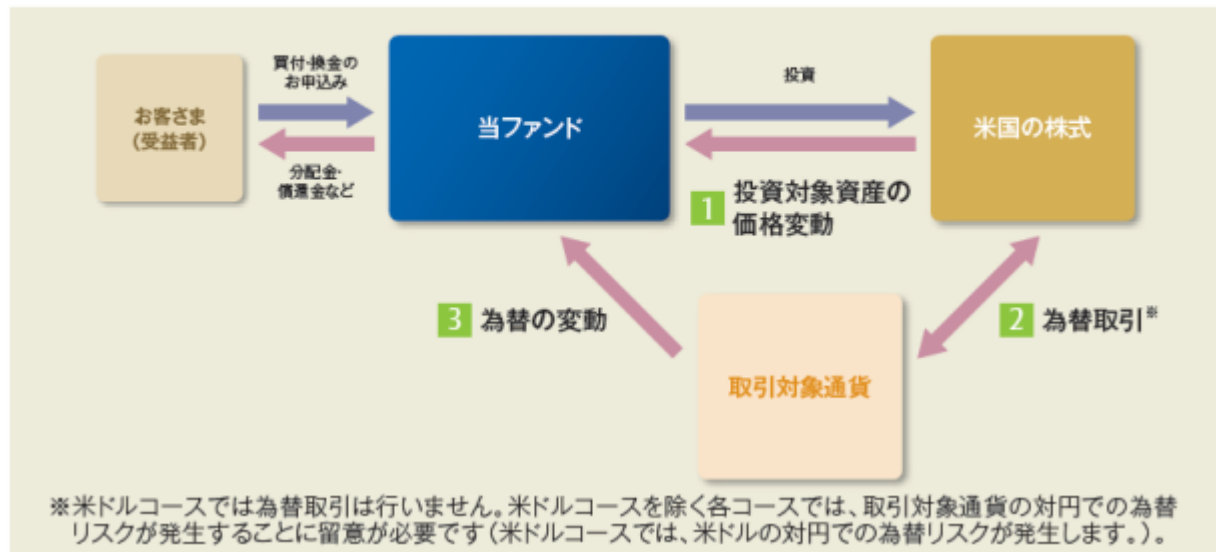 買付・換金の
お申込み
お客さま
(受益者)
分配金・
償還金など
当ファンド
投資
米国の株式
1 投資対象資産の
価格変動
3 為替の変動
2 為替取引※
取引対象通貨
※米ドルコースでは為替取引は行いません。米ドルコースを除く各コースでは、取引対象通貨の対円での為替
リスクが発生することに留意が必要です(米ドルコースでは、米ドルの対円での為替リスクが発生します。)。